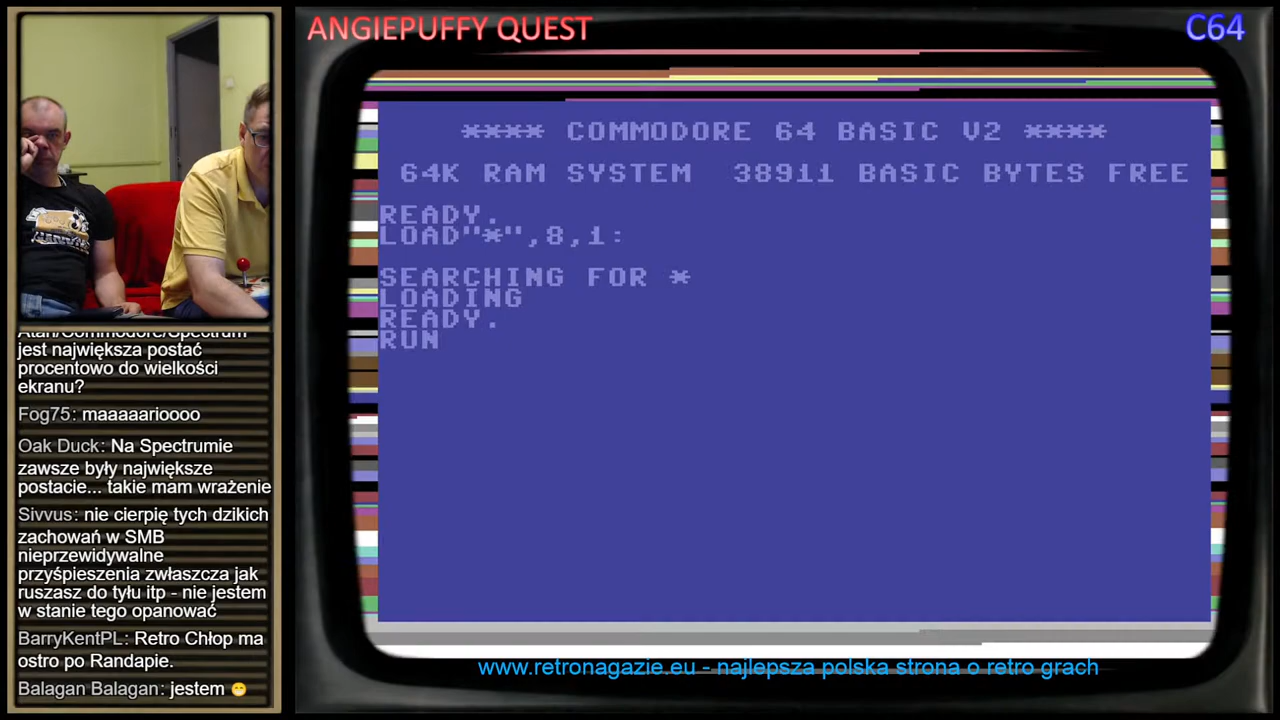 ANGIEPUFFY QUEST
C64
**** COMMODORE 64 BASIC V2 ****
64K RAM SYSTEM 38911 BASIC BYTES FREE
READY.
LOAD"*",8,1:
SEARCHING FOR *
LOADING
READY.
RUN
Atari/Commodore/Spectrum
jest największa postać
procentowo do wielkości
ekranu?
Fog75: maaaaarioooo
Oak Duck: Na Spectrumie
zawsze były największe
postacie... takie mam wrażenie
Sivvus: nie cierpię tych dzikich
zachowań w SMB
nieprzewidywalne
przyśpieszenia zwłaszcza jak
ruszasz do tyłu itp - nie jestem
w stanie tego opanować
BarryKentPL: Retro Chłop ma
ostro po Randapie.
Balagan Balagan: jestem 😁
www.retronagazie.eu - najlepsza polska strona o retro grach